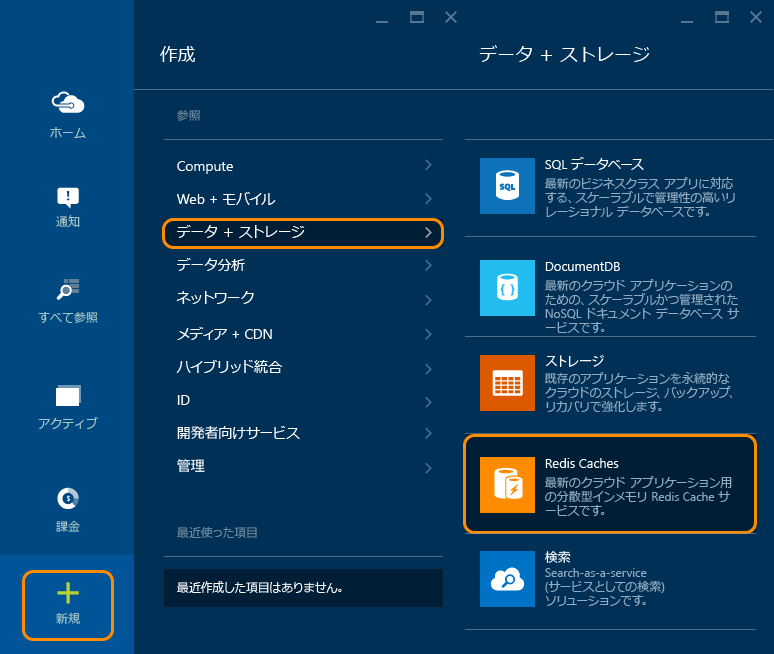 ホーム
通知
すべて参照
アクティブ
課金
新規
作成
参照
Compute
Web + モバイル
データ + ストレージ
データ分析
ネットワーク
メディア + CDN
ハイブリッド統合
ID
開発者向けサービス
管理
最近使った項目
最近作成した項目はありません。
データ + ストレージ
SQL
SQL データベース
最新のビジネスクラス アプリに対応
する、スケーラブルで管理性の高いリ
レーショナル データベースです。
DocumentDB
最新のクラウド アプリケーションの
ための、スケーラブルかつ管理された
NoSQL ドキュメント データベース サ
ービスです。
ストレージ
既存のアプリケーションを永続的な
クラウドのストレージ、バックアップ、
リカバリで強化します。
Redis Caches
最新のクラウド アプリケーション用
の分散型インメモリ Redis Cache サ
ービスです。
検索
Search-as-a-service
(サービスとしての検索)
ソリューションです。